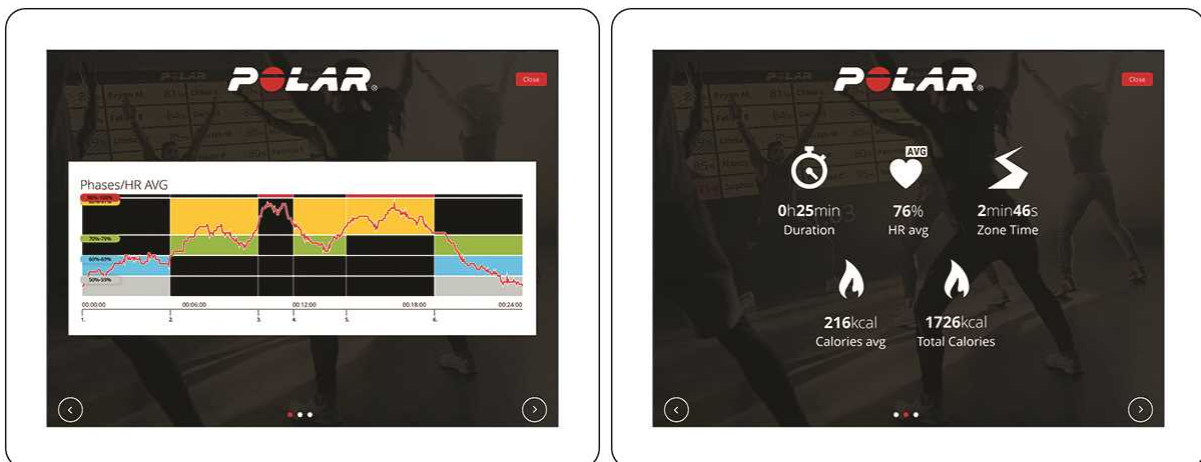 POLAR®
Close
Phases/HR AVG
90%-100%
70%-79%
60%-69%
50%-59%
00:00:00 00:06:00 00:12:00 00:18:00 00:24:00
1. 2. 3. 4. 5. 6.
POLAR®
Close
AVG
0h25min 76% 2min46s
Duration HR avg Zone Time
216kcal 1726kcal
Calories avg Total Calories